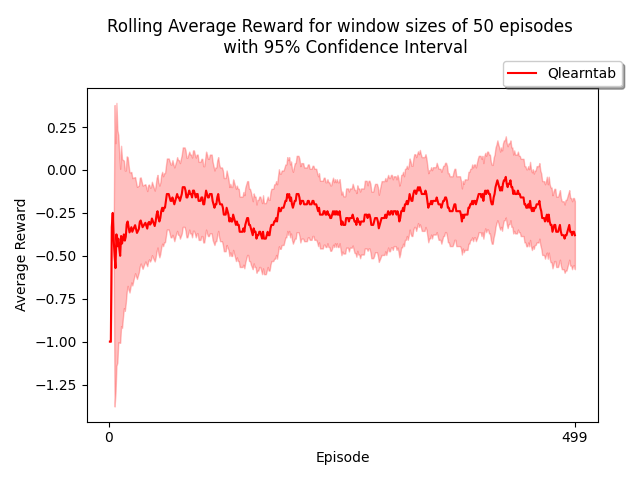 Rolling Average Reward for window sizes of 50 episodes
with 95% Confidence Interval
Qlearntab
Average Reward
0.25
0.00
−0.25
−0.50
−0.75
−1.00
−1.25
0
499
Episode